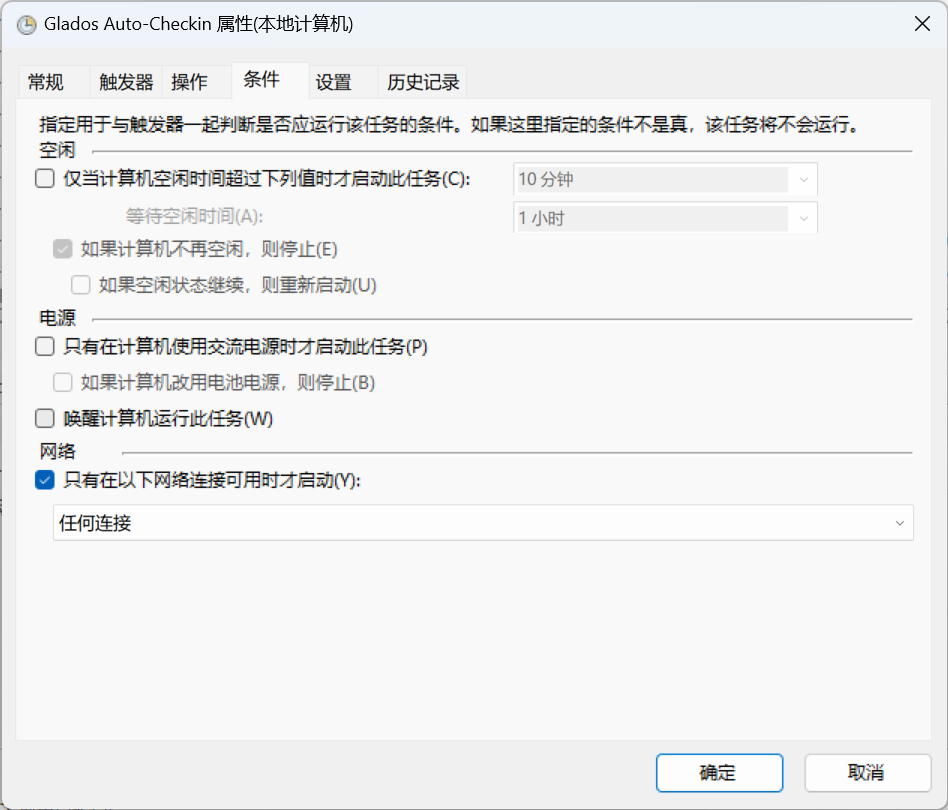 Glados Auto-Checkin 属性(本地计算机)
常规 触发器 操作 条件 设置 历史记录
指定用于与触发器一起判断是否应运行该任务的条件。如果这里指定的条件不是真，该任务将不会运行。
空闲
仅当计算机空闲时间超过下列值时才启动此任务(C): 10 分钟
等待空闲时间(A): 1 小时
如果计算机不再空闲，则停止(E)
如果空闲状态继续，则重新启动(U)
电源
只有在计算机使用交流电源时才启动此任务(P)
如果计算机改用电池电源，则停止(B)
唤醒计算机运行此任务(W)
网络
只有在以下网络连接可用时才启动(Y):
任何连接
确定 取消